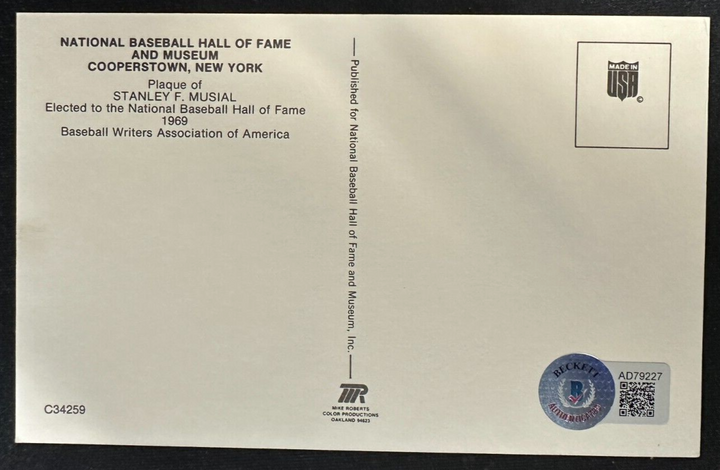 NATIONAL BASEBALL HALL OF FAME
AND MUSEUM
COOPERSTOWN, NEW YORK
Plaque of
STANLEY F. MUSIAL
Elected to the National Baseball Hall of Fame
1969
Baseball Writers Association of America
C34259
Published for National Baseball Hall of Fame and Museum, Inc.
MR
MIKE ROBERTS
COLOR PRODUCTIONS
OAKLAND 94623
MADE IN
USA
©
BECKETT
B
AUTHENTICATED
AD79227